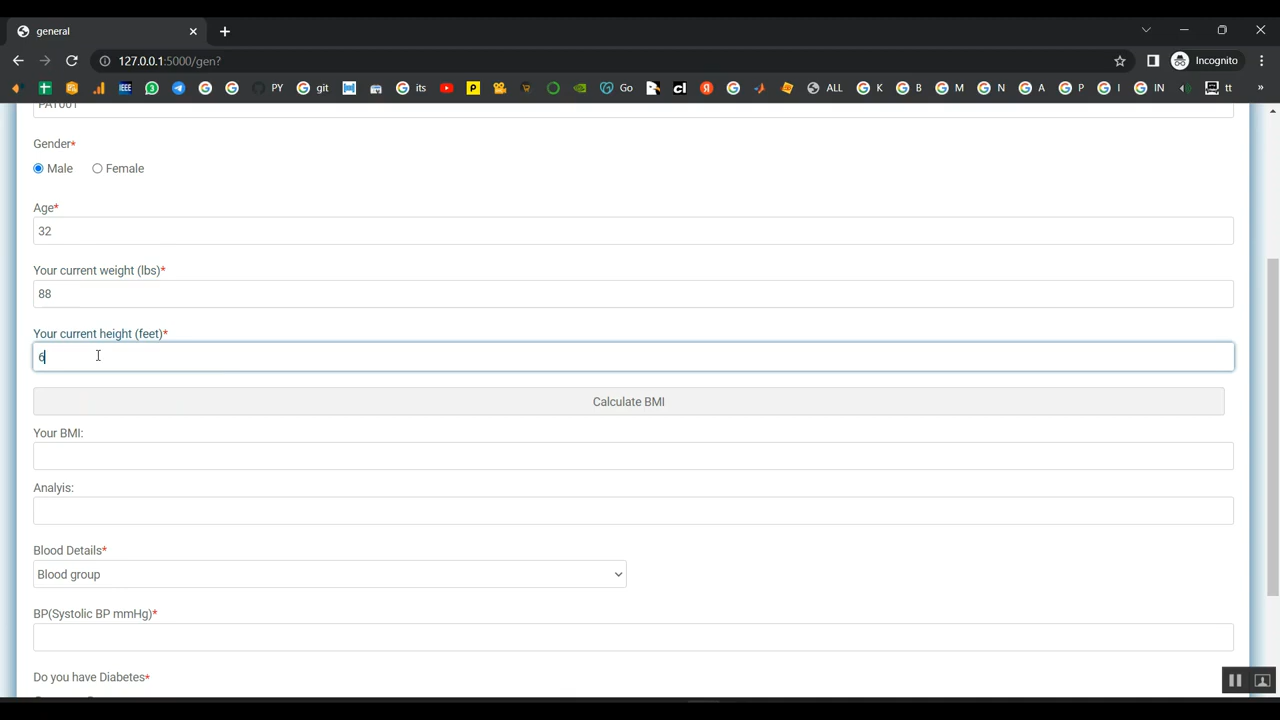 general
127.0.0.1:5000/gen?
Incognito
PY
git
its
Go
ALL
K
B
M
N
A
P
I
IN
tt
»
PAT001
Gender*
Male
Female
Age*
32
Your current weight (lbs)*
88
Your current height (feet)*
6
Calculate BMI
Your BMI:
Analyis:
Blood Details*
Blood group
BP(Systolic BP mmHg)*
Do you have Diabetes*